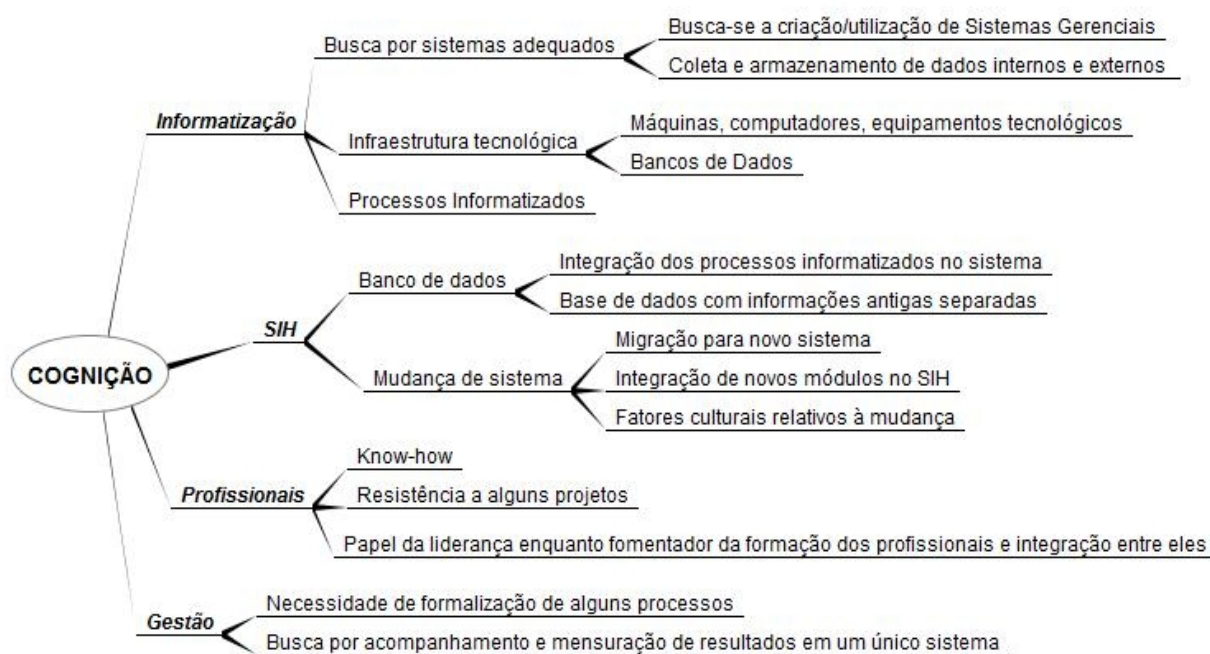 Busca-se a criação/utilização de Sistemas Gerenciais
Busca por sistemas adequados
Coleta e armazenamento de dados internos e externos
Informatização
Máquinas, computadores, equipamentos tecnológicos
Infraestrutura tecnológica
Bancos de Dados
Processos Informatizados
Integração dos processos informatizados no sistema
Banco de dados
Base de dados com informações antigas separadas
SIH
Migração para novo sistema
COGNIÇÃO
Mudança de sistema
Integração de novos módulos no SIH
Fatores culturais relativos à mudança
Know-how
Profissionais
Resistência a alguns projetos
Papel da liderança enquanto fomentador da formação dos profissionais e integração entre eles
Necessidade de formalização de alguns processos
Gestão
Busca por acompanhamento e mensuração de resultados em um único sistema